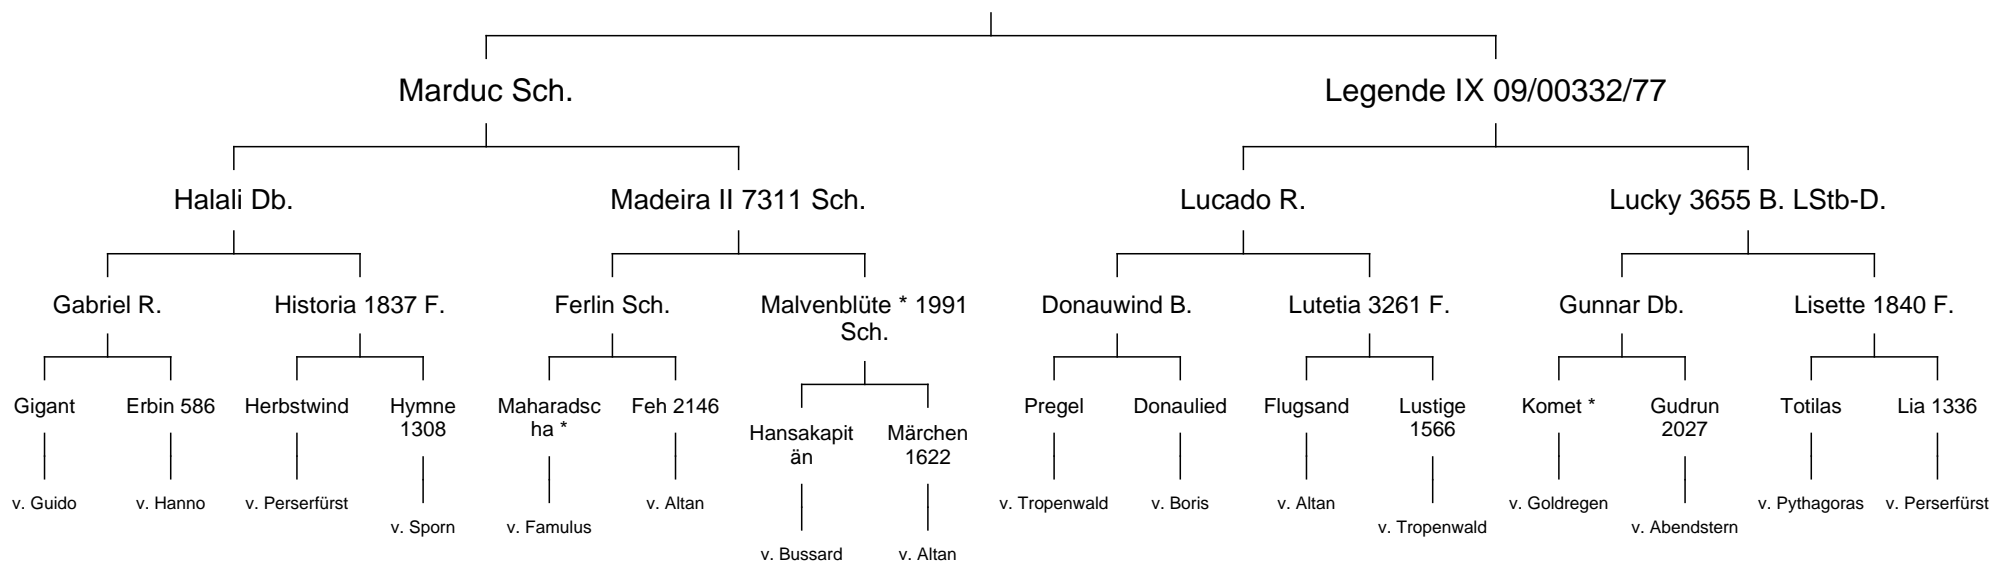 Marduc Sch.
Legende IX 09/00332/77
Halali Db.
Madeira II 7311 Sch.
Lucado R.
Lucky 3655 B. LStb-D.
Gabriel R.
Historia 1837 F.
Ferlin Sch.
Malvenblüte * 1991
Sch.
Donauwind B.
Lutetia 3261 F.
Gunnar Db.
Lisette 1840 F.
Gigant
Erbin 586
Herbstwind
Hymne
1308
Maharadsc
ha *
Feh 2146
Hansakapit
än
Märchen
1622
Pregel
Donaulied
Flugsand
Lustige
1566
Komet *
Gudrun
2027
Totilas
Lia 1336
v. Guido
v. Hanno
v. Perserfürst
v. Sporn
v. Famulus
v. Altan
v. Bussard
v. Altan
v. Tropenwald
v. Boris
v. Altan
v. Tropenwald
v. Goldregen
v. Abendstern
v. Pythagoras
v. Perserfürst